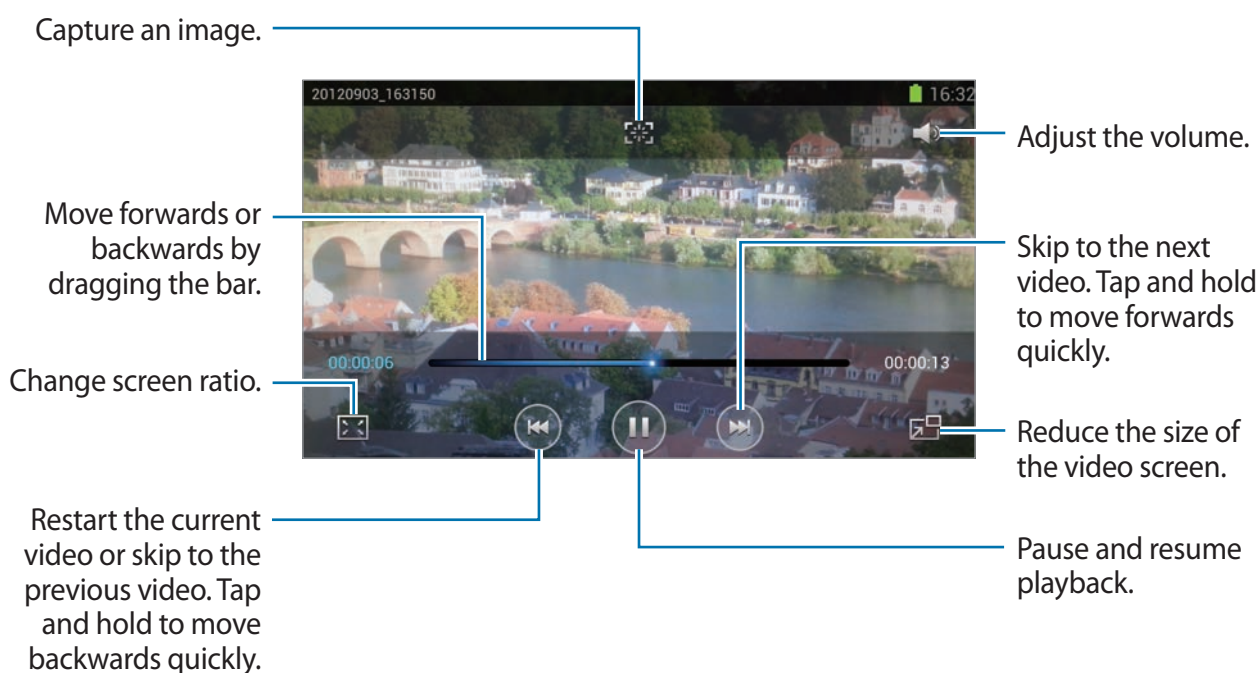 Capture an image.
20120903_163150
16:32
Adjust the volume.
Move forwards or
backwards by
dragging the bar.
Skip to the next
video. Tap and hold
to move forwards
quickly.
00:00:06
00:00:13
Change screen ratio.
Reduce the size of
the video screen.
Restart the current
video or skip to the
previous video. Tap
and hold to move
backwards quickly.
Pause and resume
playback.